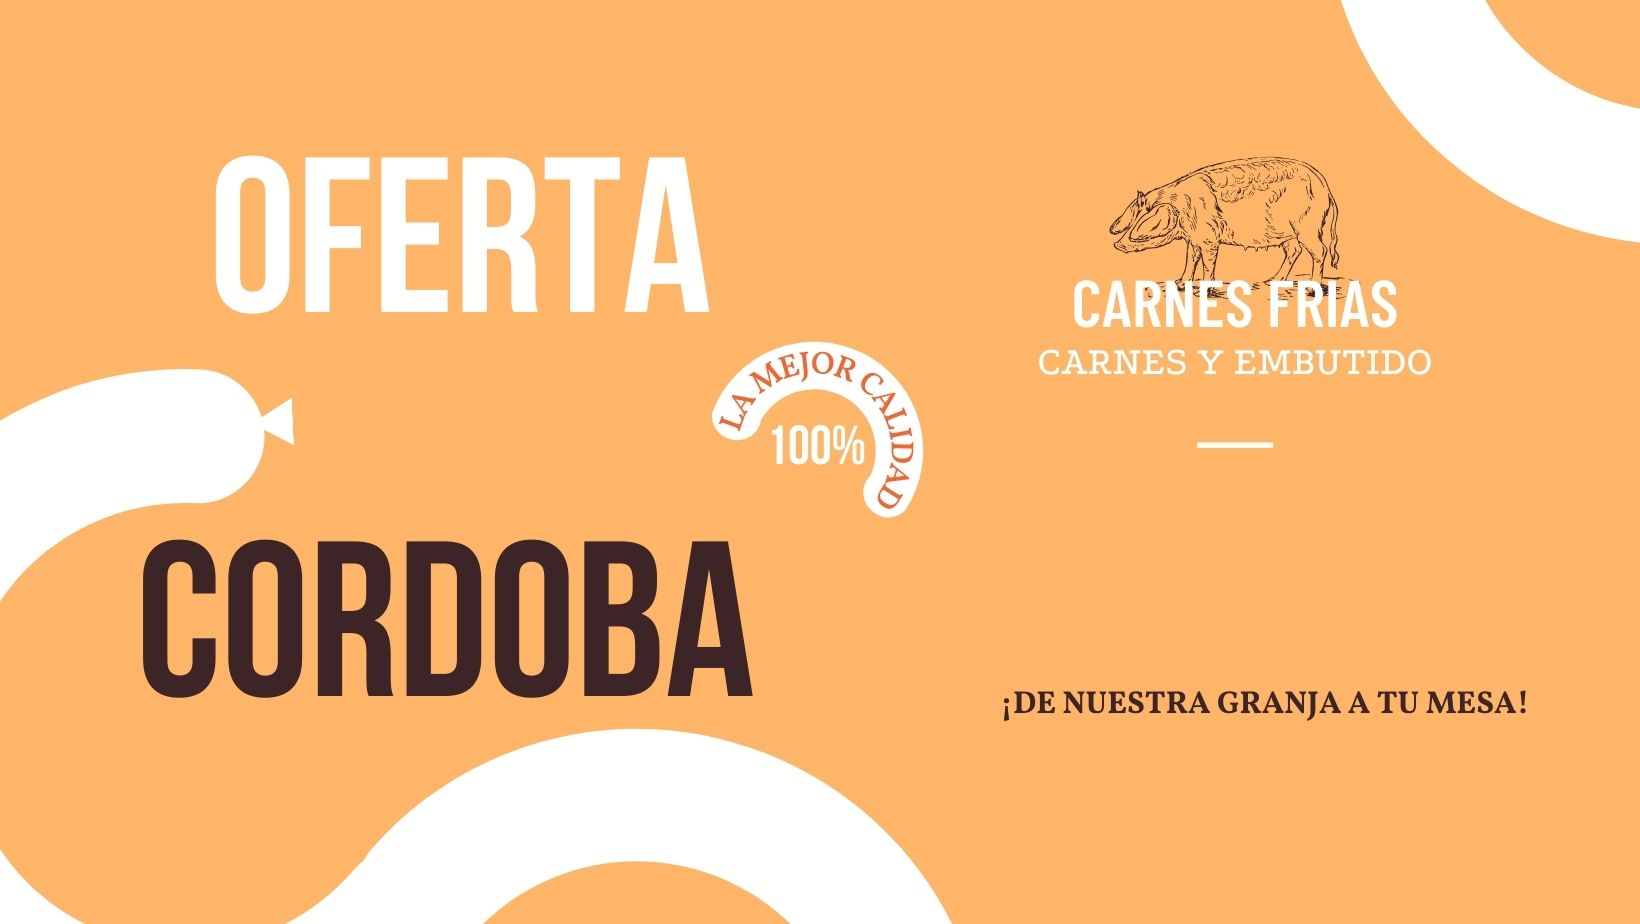 OFERTA
CORDOBA
LA MEJOR CALIDAD
100%
CARNES FRIAS
CARNES Y EMBUTIDO
¡DE NUESTRA GRANJA A TU MESA!